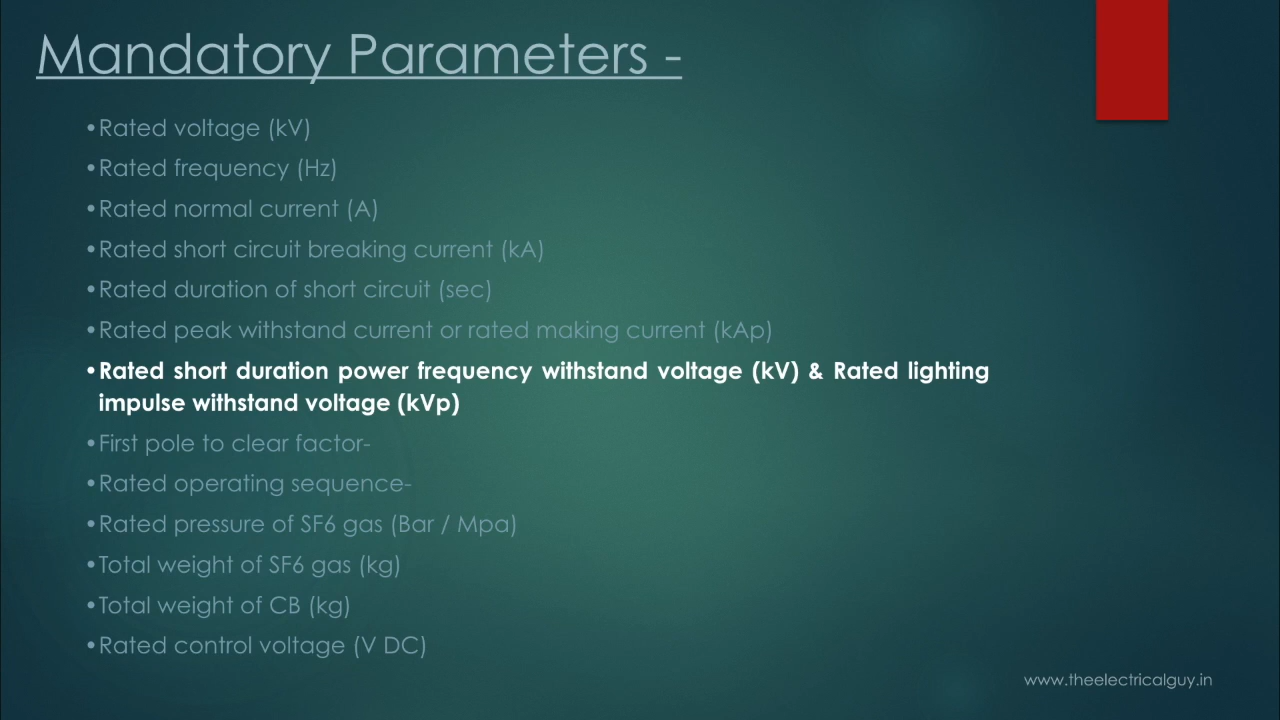 Mandatory Parameters -
•Rated voltage (kV)
•Rated frequency (Hz)
•Rated normal current (A)
•Rated short circuit breaking current (kA)
•Rated duration of short circuit (sec)
•Rated peak withstand current or rated making current (kAp)
•Rated short duration power frequency withstand voltage (kV) & Rated lighting
impulse withstand voltage (kVp)
•First pole to clear factor-
•Rated operating sequence-
•Rated pressure of SF6 gas (Bar / Mpa)
•Total weight of SF6 gas (kg)
•Total weight of CB (kg)
•Rated control voltage (V DC)
www.theelectricalguy.in